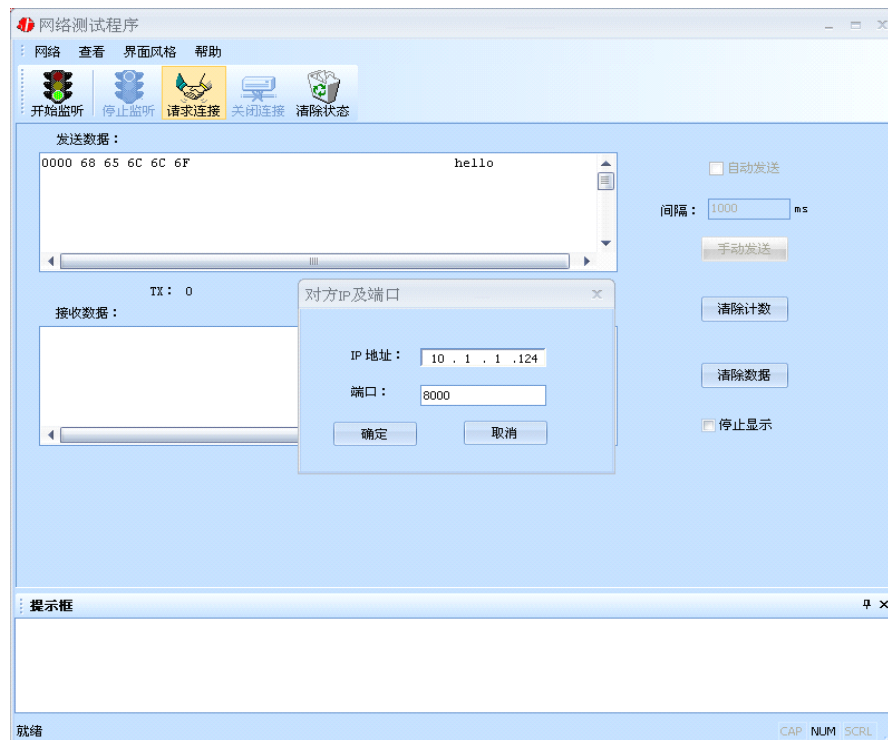 网络测试程序
网络 查看 界面风格 帮助
开始监听 停止监听 请求连接 关闭连接 清除状态
发送数据：
0000 68 65 6C 6C 6F hello
自动发送
间隔： 1000 ms
手动发送
TX： 0
接收数据：
对方IP及端口
IP 地址： 10 . 1 . 1 .124
端口： 8000
确定 取消
清除计数
清除数据
停止显示
提示框
就绪 CAP NUM SCRL